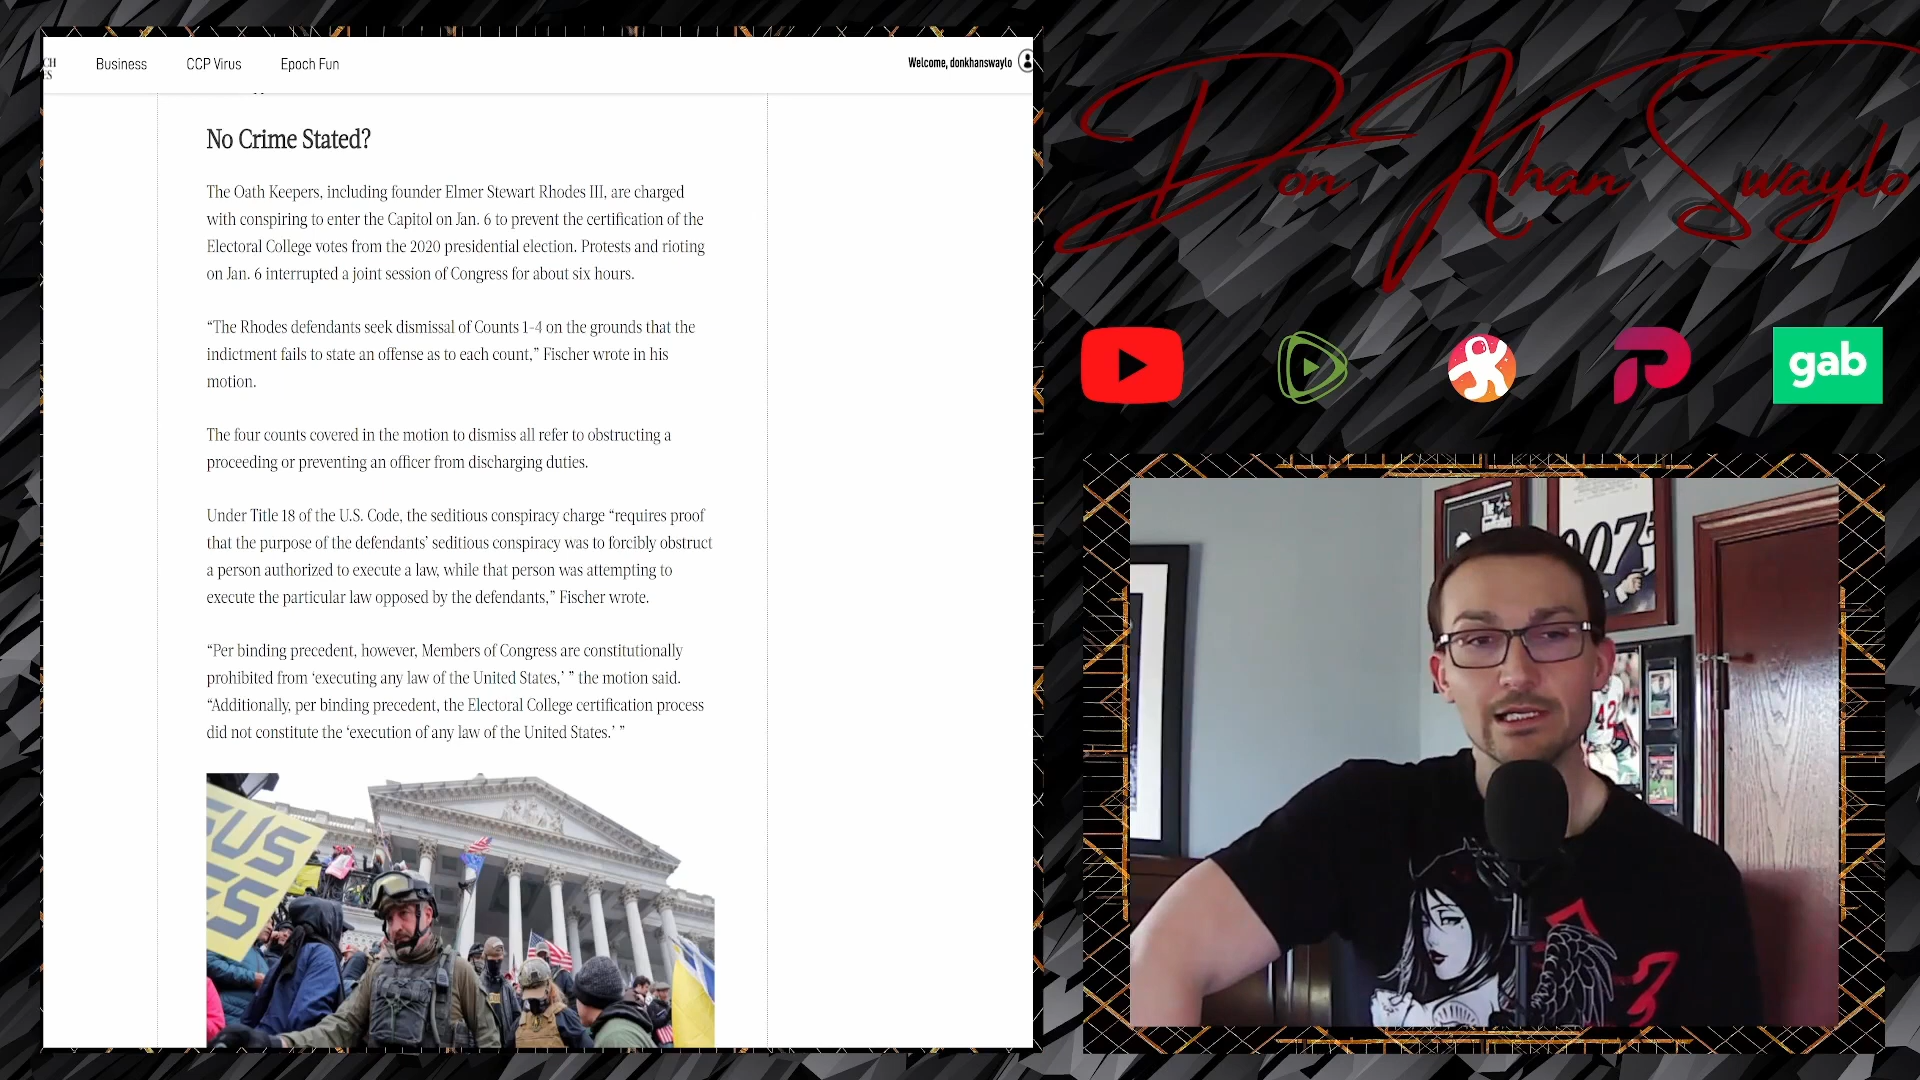 CH
ES
Business
CCP Virus
Epoch Fun
Welcome, donkhanswaylo
No Crime Stated?
The Oath Keepers, including founder Elmer Stewart Rhodes III, are charged
with conspiring to enter the Capitol on Jan. 6 to prevent the certification of the
Electoral College votes from the 2020 presidential election. Protests and rioting
on Jan. 6 interrupted a joint session of Congress for about six hours.
“The Rhodes defendants seek dismissal of Counts 1-4 on the grounds that the
indictment fails to state an offense as to each count,” Fischer wrote in his
motion.
The four counts covered in the motion to dismiss all refer to obstructing a
proceeding or preventing an officer from discharging duties.
Under Title 18 of the U.S. Code, the seditious conspiracy charge “requires proof
that the purpose of the defendants’ seditious conspiracy was to forcibly obstruct
a person authorized to execute a law, while that person was attempting to
execute the particular law opposed by the defendants,” Fischer wrote.
“Per binding precedent, however, Members of Congress are constitutionally
prohibited from ‘executing any law of the United States,’ ” the motion said.
“Additionally, per binding precedent, the Electoral College certification process
did not constitute the ‘execution of any law of the United States.’ ”
Don Khan Swaylo
gab
007
42